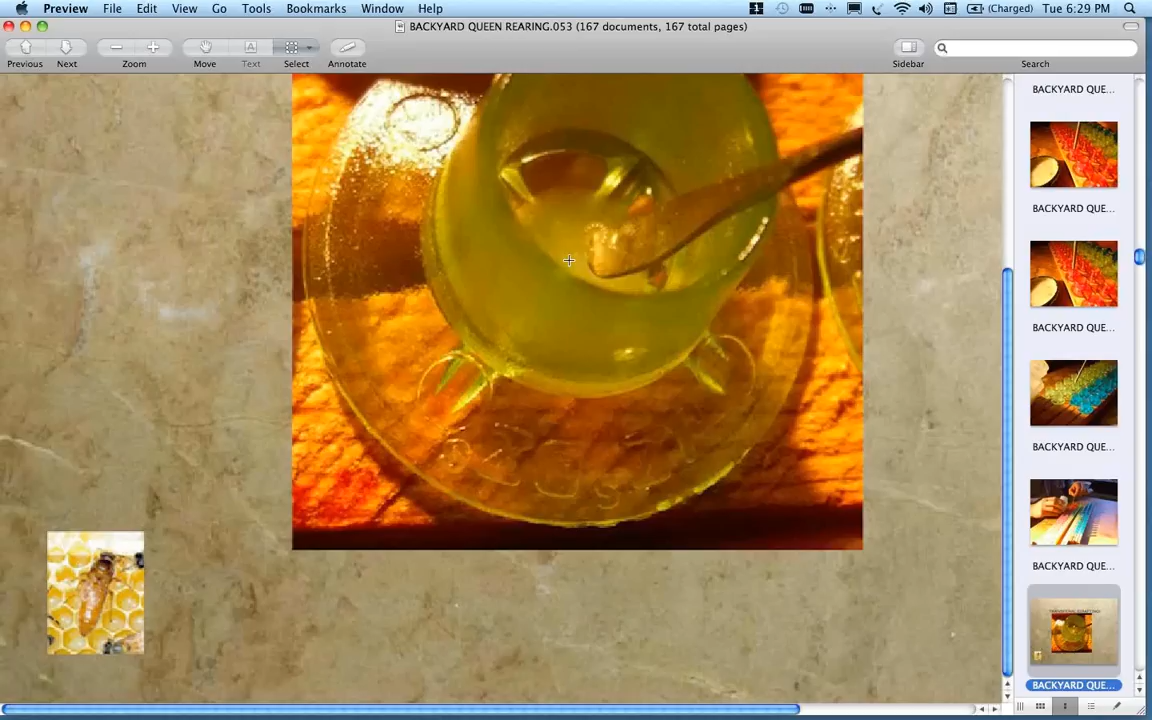 Preview File Edit View Go Tools Bookmarks Window Help
1
(Charged) Tue 6:29 PM
BACKYARD QUEEN REARING.053 (167 documents, 167 total pages)
Previous Next Zoom Move Text Select Annotate Sidebar Search
BACKYARD QUE...
BACKYARD QUE...
BACKYARD QUE...
BACKYARD QUE...
BACKYARD QUE...
BACKYARD QUE...